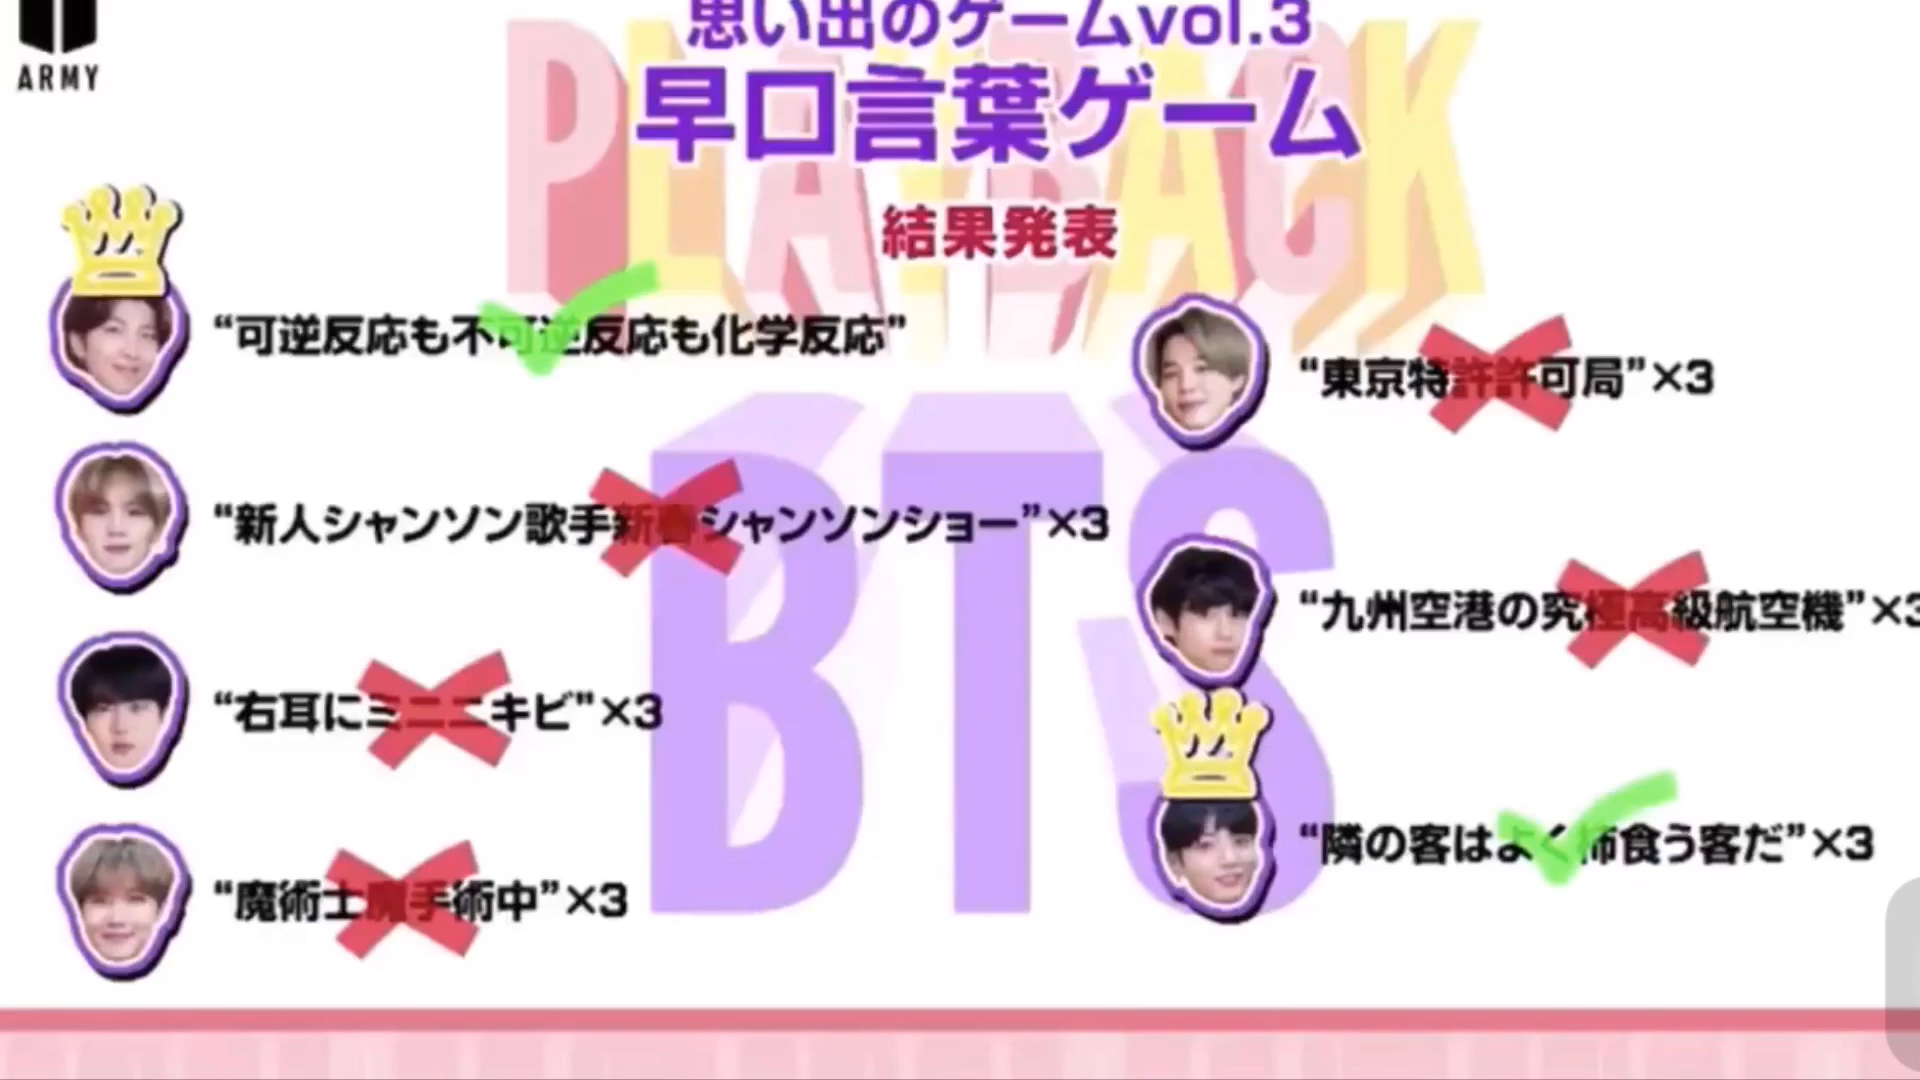 ARMY
思い出のゲームvol.3
PLAYBACK
早口言葉ゲーム
結果発表
BTS
“可逆反応も不可逆反応も化学反応”
“新人シャンソン歌手新春シャンソンショー”×3
“右耳にミニニキビ”×3
“魔術士魔手術中”×3
“東京特許許可局”×3
“九州空港の究極高級航空機”×3
“隣の客はよく柿食う客だ”×3